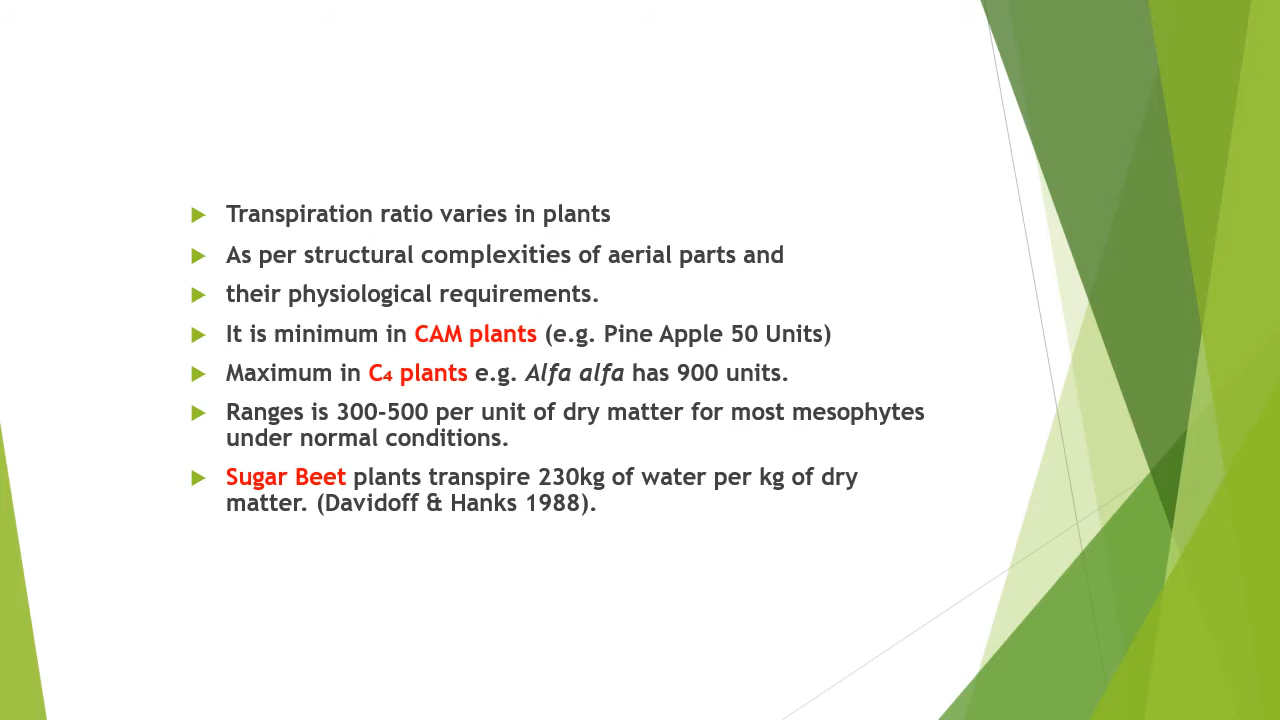 Transpiration ratio varies in plants
As per structural complexities of aerial parts and
their physiological requirements.
It is minimum in CAM plants (e.g. Pine Apple 50 Units)
Maximum in C₄ plants e.g. Alfa alfa has 900 units.
Ranges is 300-500 per unit of dry matter for most mesophytes
under normal conditions.
Sugar Beet plants transpire 230kg of water per kg of dry
matter. (Davidoff & Hanks 1988).